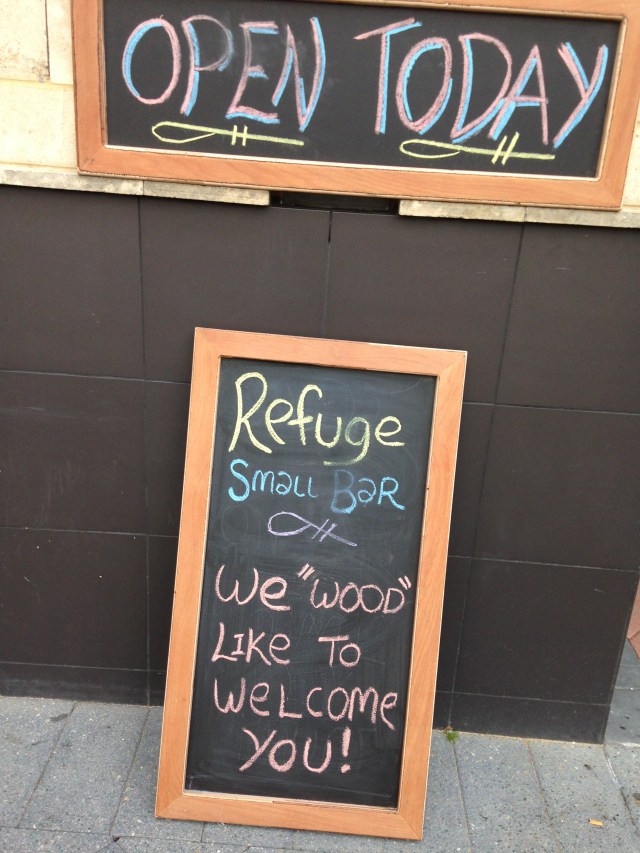 OPEN TODAY
Refuge
Small BaR
We "WOOD"
LIKe To
WeLcome
YOU!